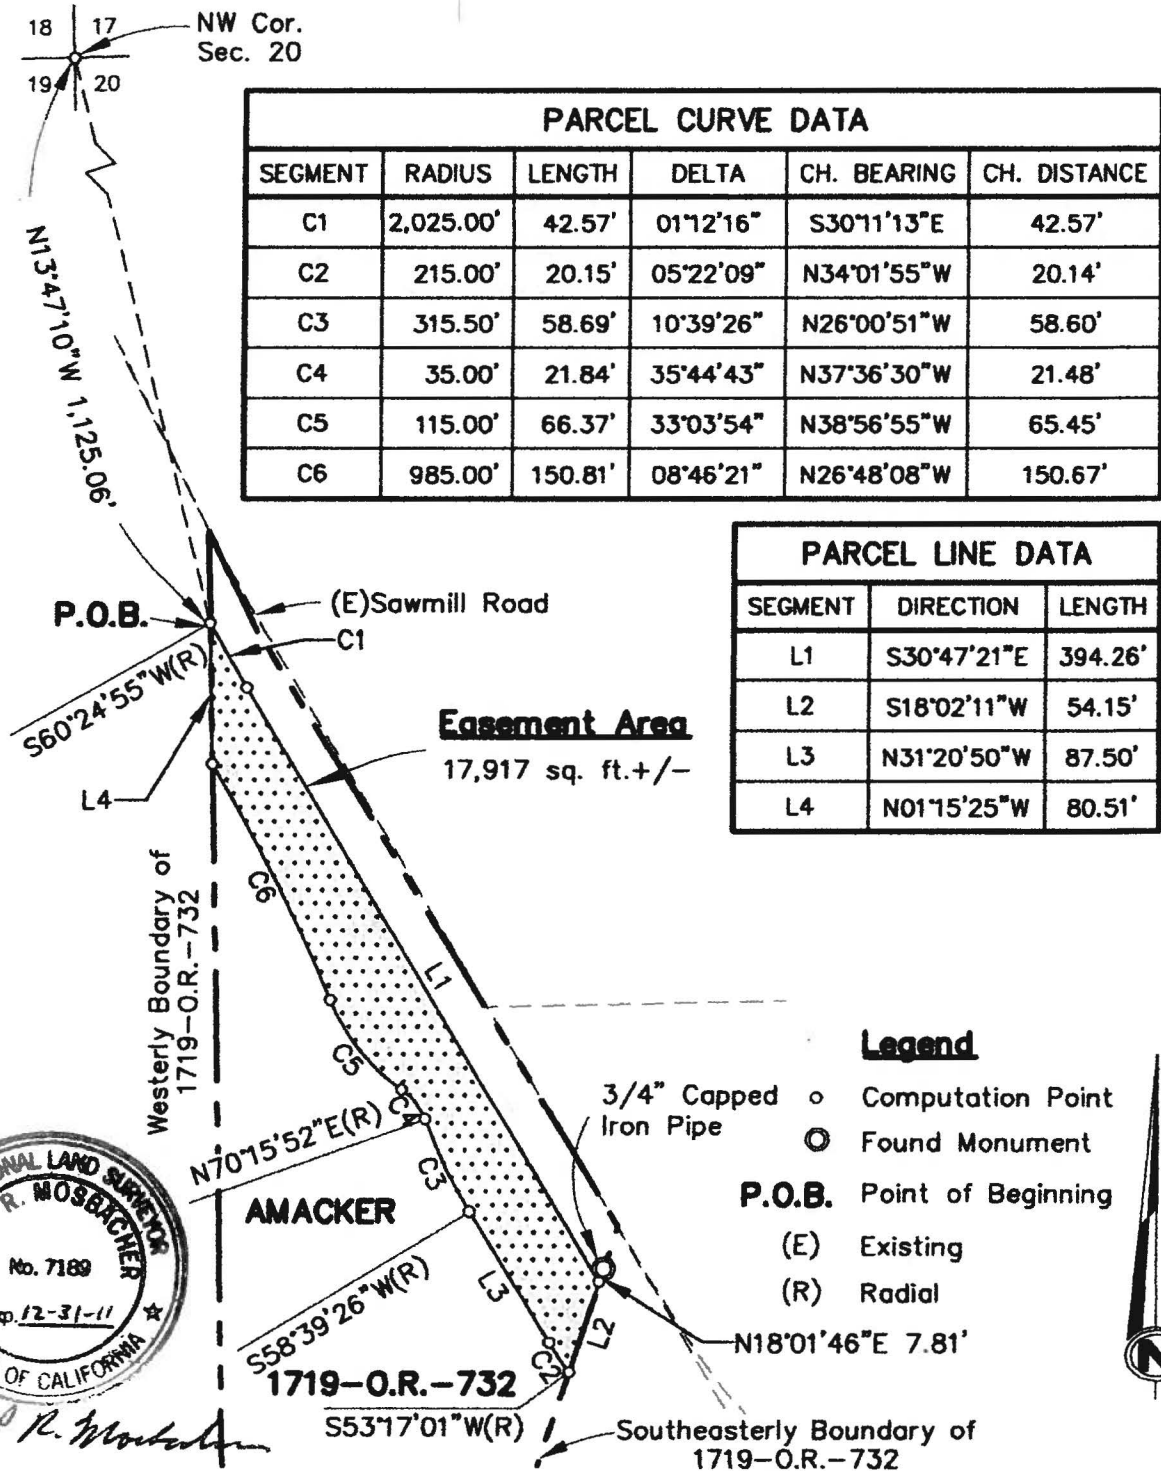 18 17
19 20
NW Cor.
Sec. 20
PARCEL CURVE DATA
SEGMENT RADIUS LENGTH DELTA CH. BEARING CH. DISTANCE
C1 2,025.00' 42.57' 01°12'16" S30°11'13"E 42.57'
C2 215.00' 20.15' 05°22'09" N34°01'55"W 20.14'
C3 315.50' 58.69' 10°39'26" N26°00'51"W 58.60'
C4 35.00' 21.84' 35°44'43" N37°36'30"W 21.48'
C5 115.00' 66.37' 33°03'54" N38°56'55"W 65.45'
C6 985.00' 150.81' 08°46'21" N26°48'08"W 150.67'
N13°47'10"W 1,125.06'
PARCEL LINE DATA
SEGMENT DIRECTION LENGTH
L1 S30°47'21"E 394.26'
L2 S18°02'11"W 54.15'
L3 N31°20'50"W 87.50'
L4 N01°15'25"W 80.51'
P.O.B.
(E)Sawmill Road
C1
S60°24'55"W(R)
Easement Area
17,917 sq. ft.+/-
L4
Westerly Boundary of
1719-O.R.-732
C6
L1
C5
C4
N70°15'52"E(R)
C3
AMACKER
S58°39'26"W(R)
L3
L2
C2
1719-O.R.-732
S53°17'01"W(R)
3/4" Capped
Iron Pipe
Legend
Computation Point
Found Monument
P.O.B. Point of Beginning
(E) Existing
(R) Radial
N18°01'46"E 7.81'
Southeasterly Boundary of
1719-O.R.-732
LAND SURVEYOR
R. MOSBACHER
No. 7189
12-31-11
OF CALIFORNIA
N